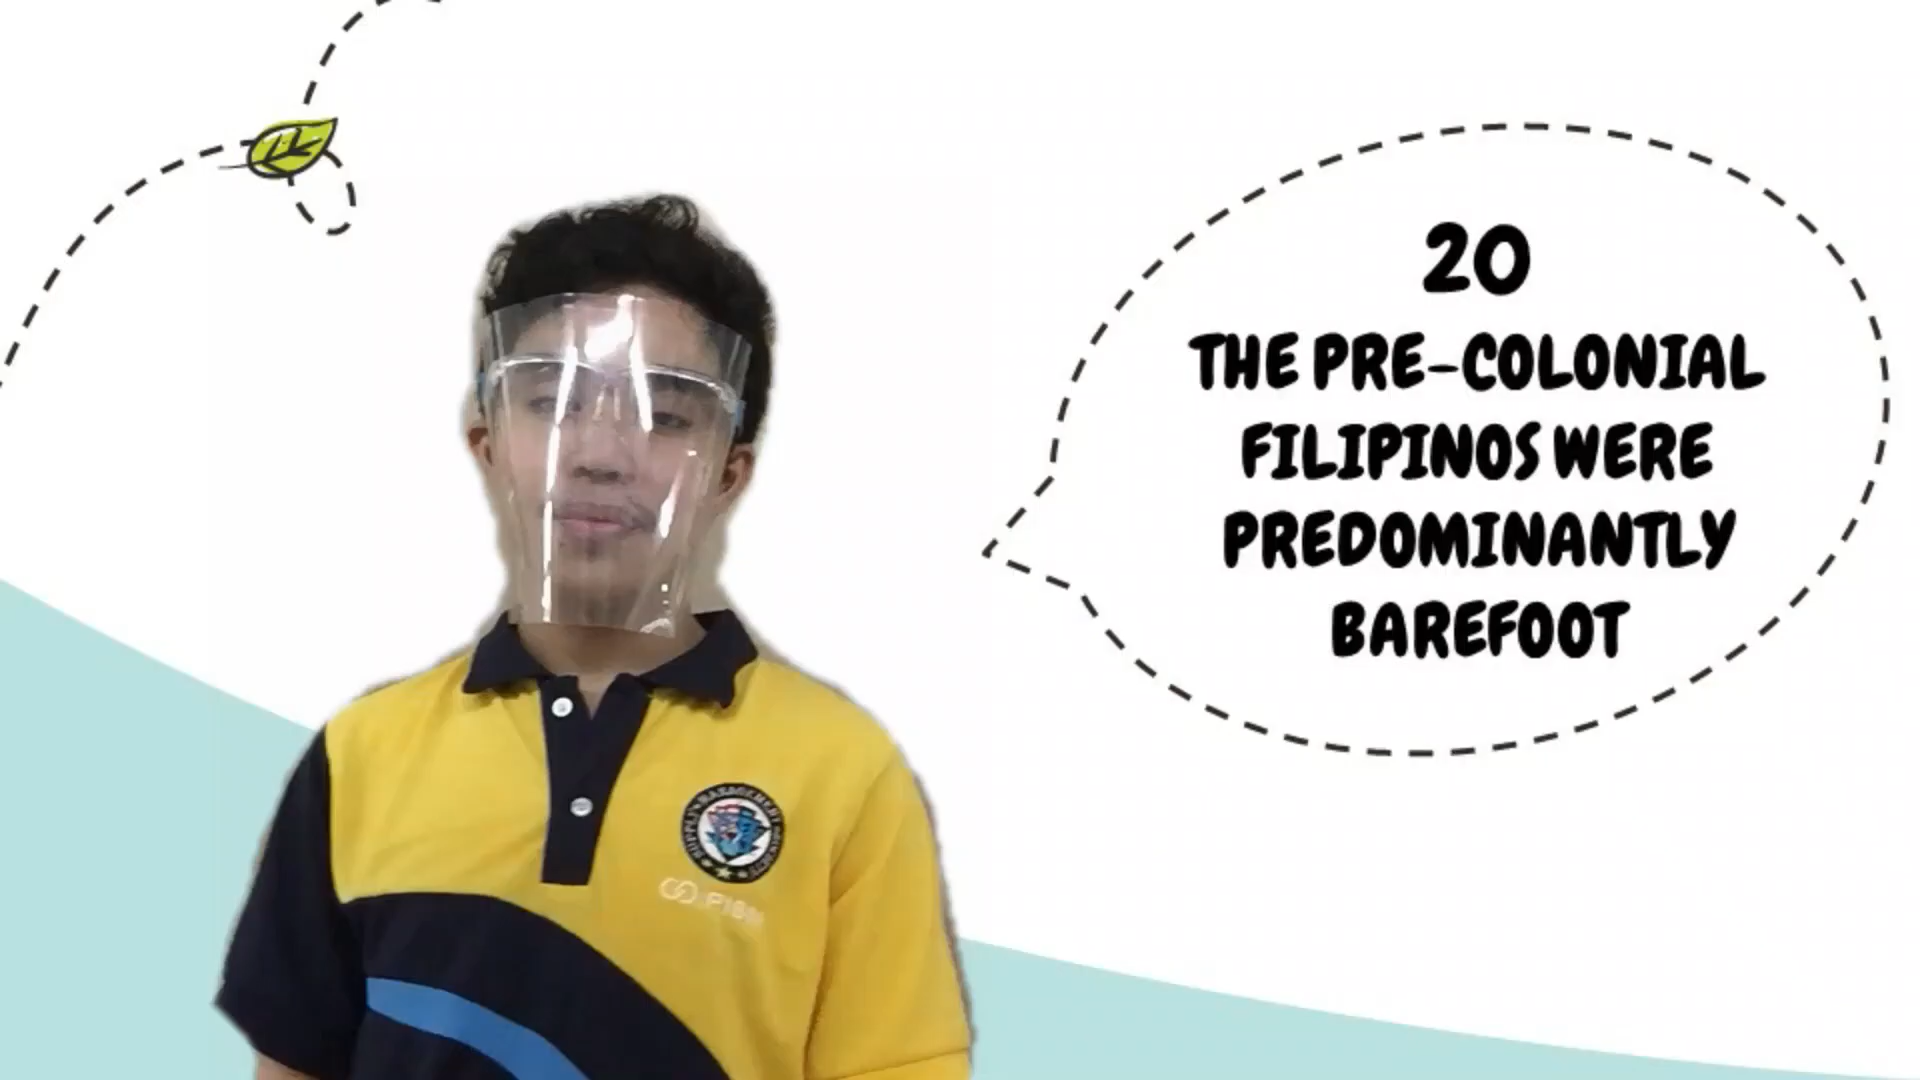 20
THE PRE-COLONIAL
FILIPINOS WERE
PREDOMINANTLY
BAREFOOT